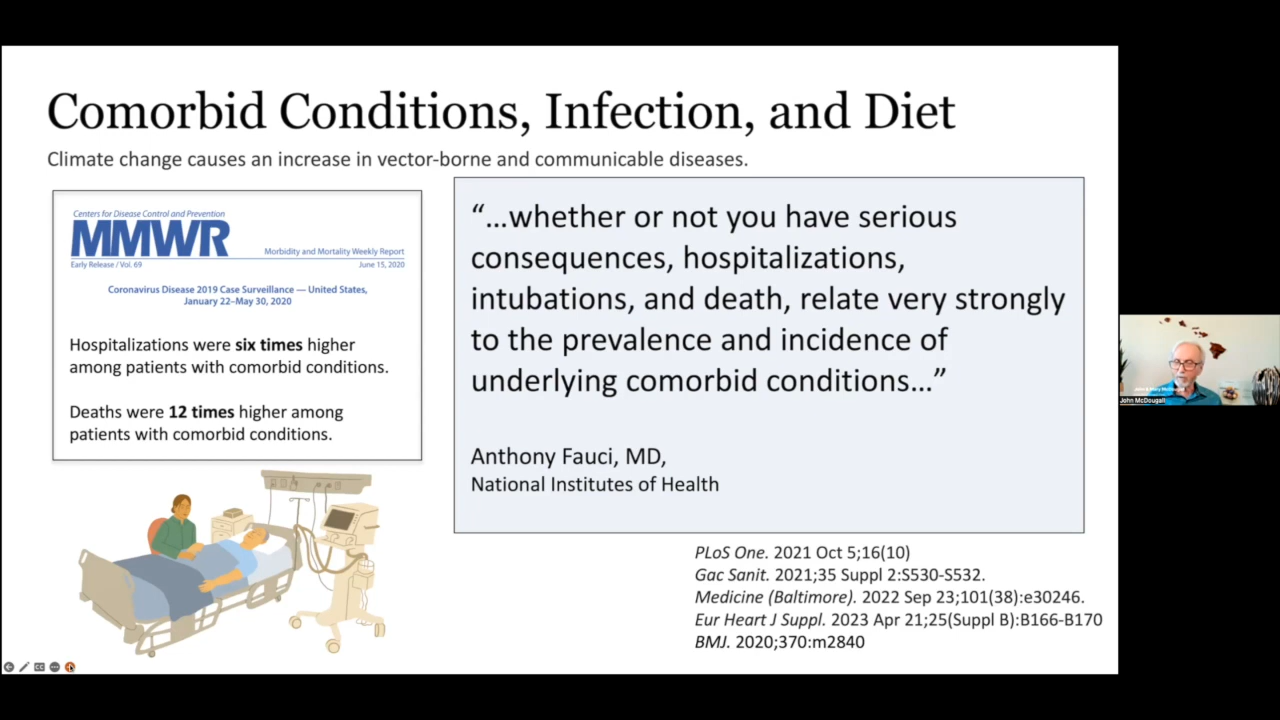 Comorbid Conditions, Infection, and Diet
Climate change causes an increase in vector-borne and communicable diseases.
Centers for Disease Control and Prevention
MMWR
Morbidity and Mortality Weekly Report
Early Release / Vol. 69
June 15, 2020
Coronavirus Disease 2019 Case Surveillance — United States,
January 22–May 30, 2020
Hospitalizations were six times higher
among patients with comorbid conditions.
Deaths were 12 times higher among
patients with comorbid conditions.
“…whether or not you have serious
consequences, hospitalizations,
intubations, and death, relate very strongly
to the prevalence and incidence of
underlying comorbid conditions…”
Anthony Fauci, MD,
National Institutes of Health
PLoS One. 2021 Oct 5;16(10)
Gac Sanit. 2021;35 Suppl 2:S530-S532.
Medicine (Baltimore). 2022 Sep 23;101(38):e30246.
Eur Heart J Suppl. 2023 Apr 21;25(Suppl B):B166-B170
BMJ. 2020;370:m2840
John McDougall